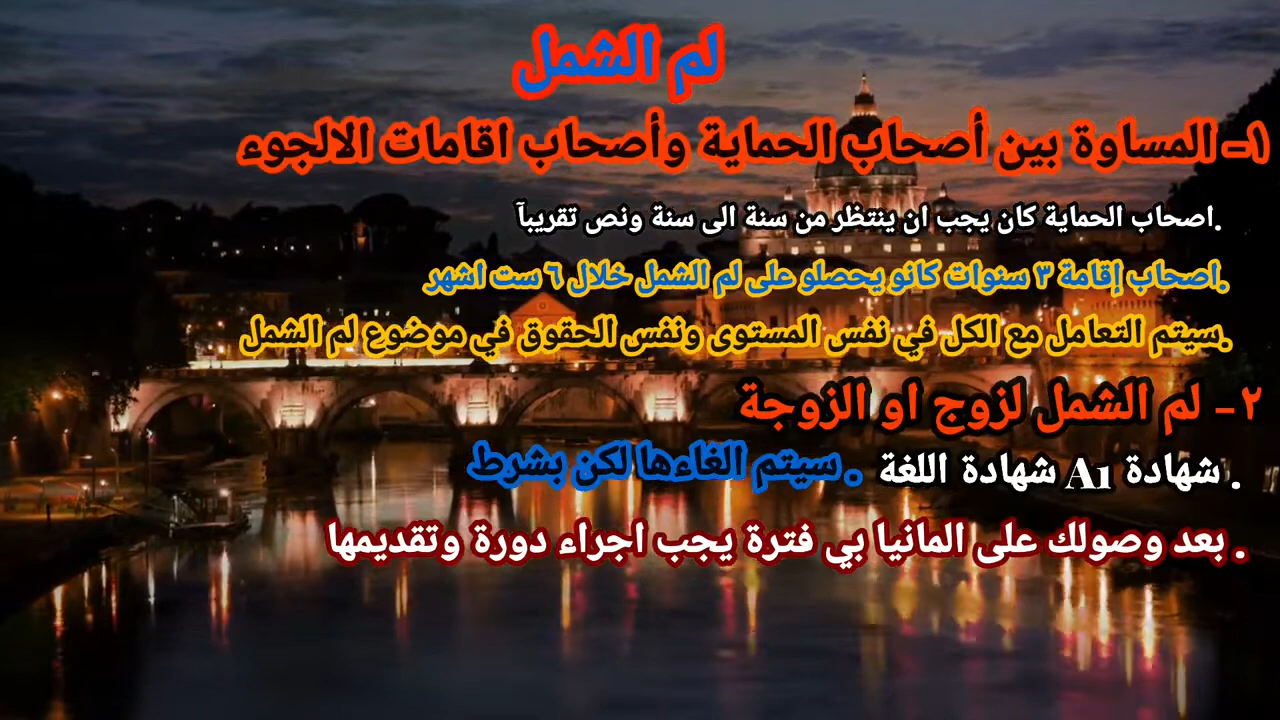 لم الشمل
١- المساوة بين أصحاب الحماية وأصحاب اقامات الالجوء
.اصحاب الحماية كان يجب ان ينتظر من سنة الى سنة ونص تقريبآ
.اصحاب إقامة ٣ سنوات كانو يحصلو على لم الشمل خلال ٦ ست اشهر
.سيتم التعامل مع الكل في نفس المستوى ونفس الحقوق في موضوع لم الشمل
٢- لم الشمل لزوج او الزوجة
. شهادة A1 شهادة اللغة . سيتم الغاءها لكن بشرط
. بعد وصولك على المانيا بي فترة يجب اجراء دورة وتقديمها